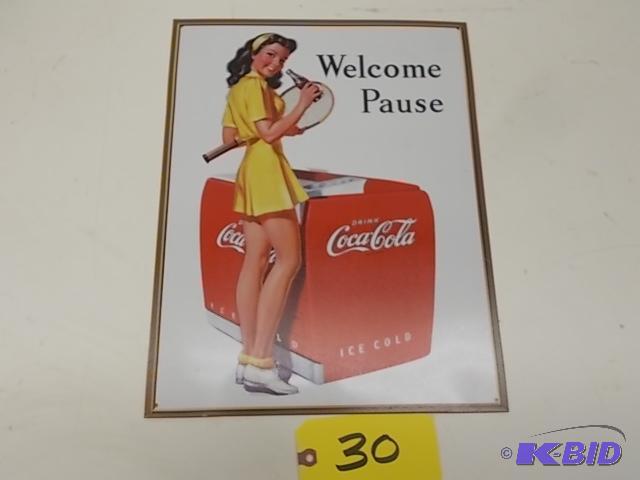 Welcome
Pause
DRINK
Coca-Cola
Coca-Cola
ICE COLD
30
© K-BID